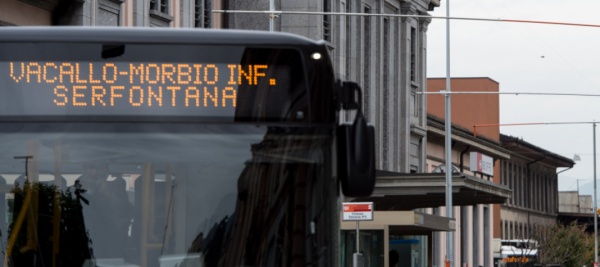 VACALLO-MORBIO INF.
SERFONTANA